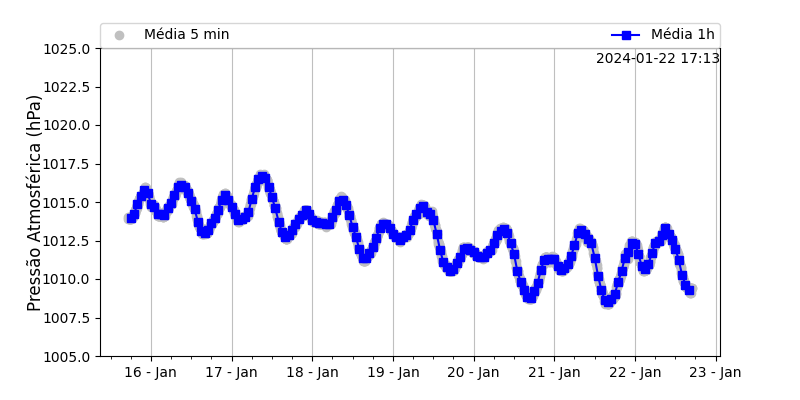 Média 5 min
Média 1h
2024-01-22 17:13
Pressão Atmosférica (hPa)
1025.0
1022.5
1020.0
1017.5
1015.0
1012.5
1010.0
1007.5
1005.0
16 - Jan
17 - Jan
18 - Jan
19 - Jan
20 - Jan
21 - Jan
22 - Jan
23 - Jan